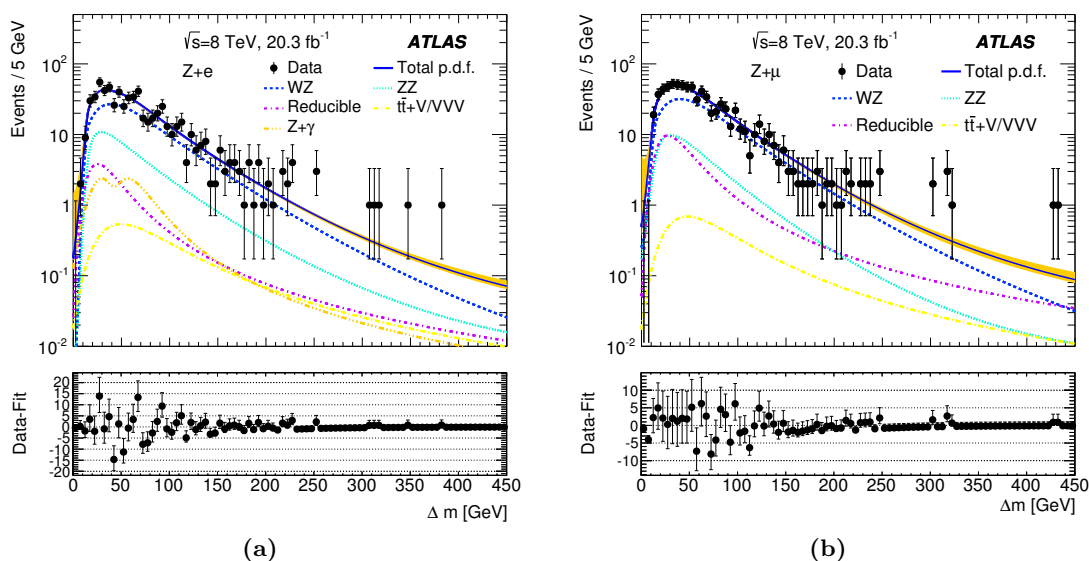 √s=8 TeV, 20.3 fb⁻¹ ATLAS
Z+e Data Total p.d.f.
WZ ZZ
Reducible tt̄+V/VVV
Z+γ
Events / 5 GeV
10²
10
1
10⁻¹
10⁻²
20
15
10
5
0
-5
-10
-15
-20
Data-Fit
0 50 100 150 200 250 300 350 400 450
Δ m [GeV]
(a)
√s=8 TeV, 20.3 fb⁻¹ ATLAS
Z+μ Data Total p.d.f.
WZ ZZ
Reducible tt̄+V/VVV
Events / 5 GeV
10²
10
1
10⁻¹
10⁻²
10
5
0
-5
-10
Data-Fit
0 50 100 150 200 250 300 350 400 450
Δm [GeV]
(b)